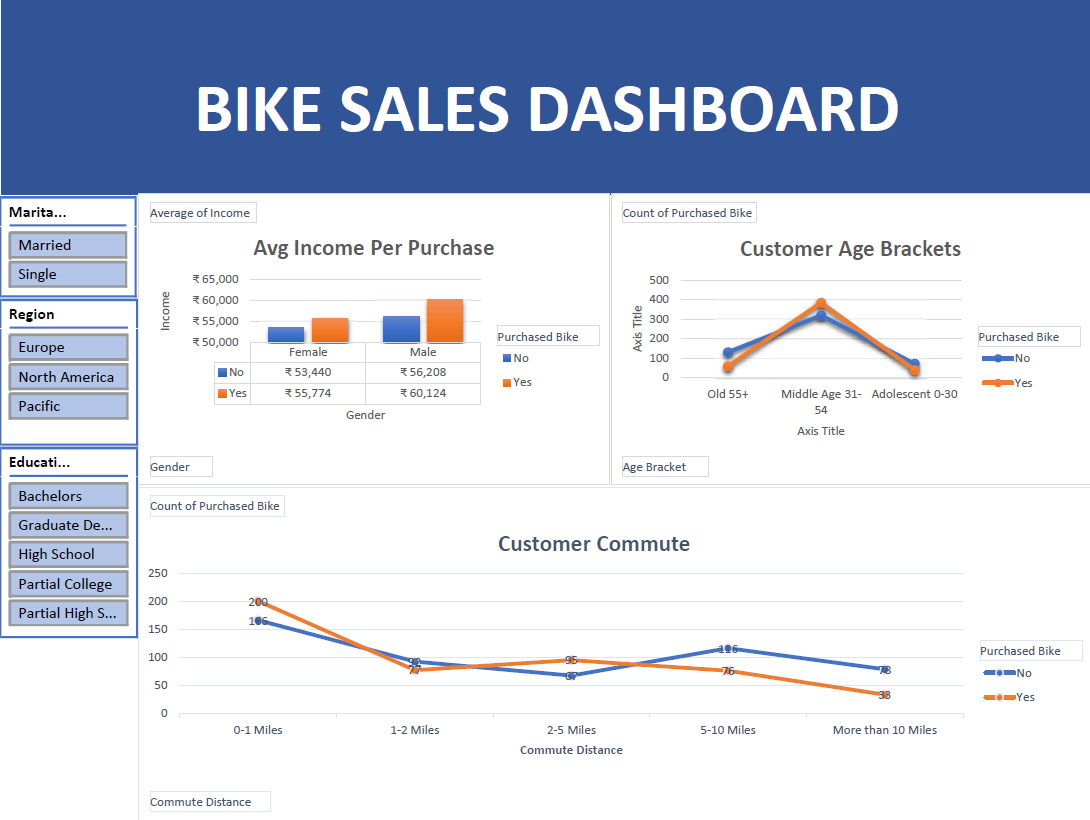 BIKE SALES DASHBOARD
Marita...
Married
Single
Region
Europe
North America
Pacific
Educati...
Bachelors
Graduate De...
High School
Partial College
Partial High S...
Average of Income
Avg Income Per Purchase
Income
₹ 65,000
₹ 60,000
₹ 55,000
₹ 50,000
Female Male
No ₹ 53,440 ₹ 56,208
Yes ₹ 55,774 ₹ 60,124
Gender
Purchased Bike
No
Yes
Gender
Count of Purchased Bike
Customer Age Brackets
Axis Title
500
400
300
200
100
0
Old 55+ Middle Age 31- Adolescent 0-30
54
Axis Title
Purchased Bike
No
Yes
Age Bracket
Count of Purchased Bike
Customer Commute
250
200
150
100
50
0
200
166
77
95
67
116
76
78
33
0-1 Miles 1-2 Miles 2-5 Miles 5-10 Miles More than 10 Miles
Commute Distance
Purchased Bike
No
Yes
Commute Distance